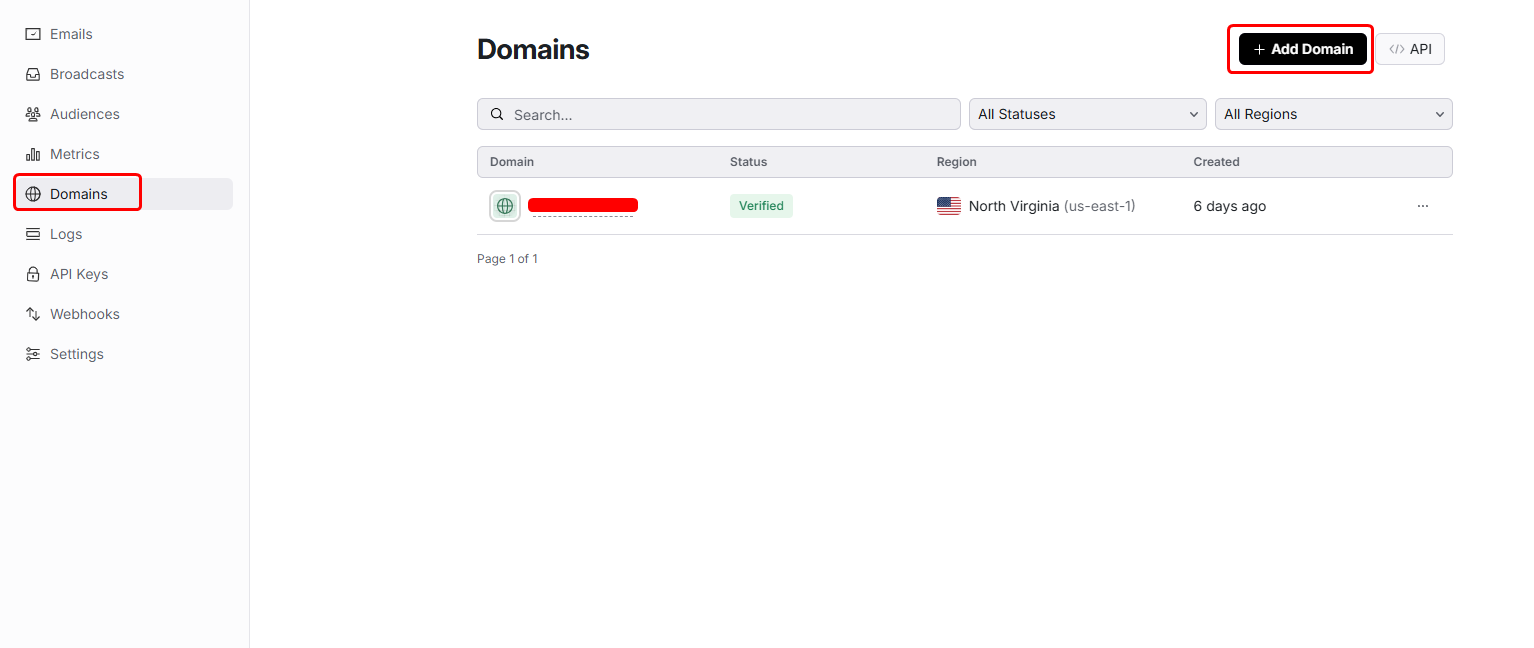 Emails
Broadcasts
Audiences
Metrics
Domains
Logs
API Keys
Webhooks
Settings
Domains
+ Add Domain
</> API
Search...
All Statuses
All Regions
Domain Status Region Created
Verified North Virginia (us-east-1) 6 days ago ...
Page 1 of 1